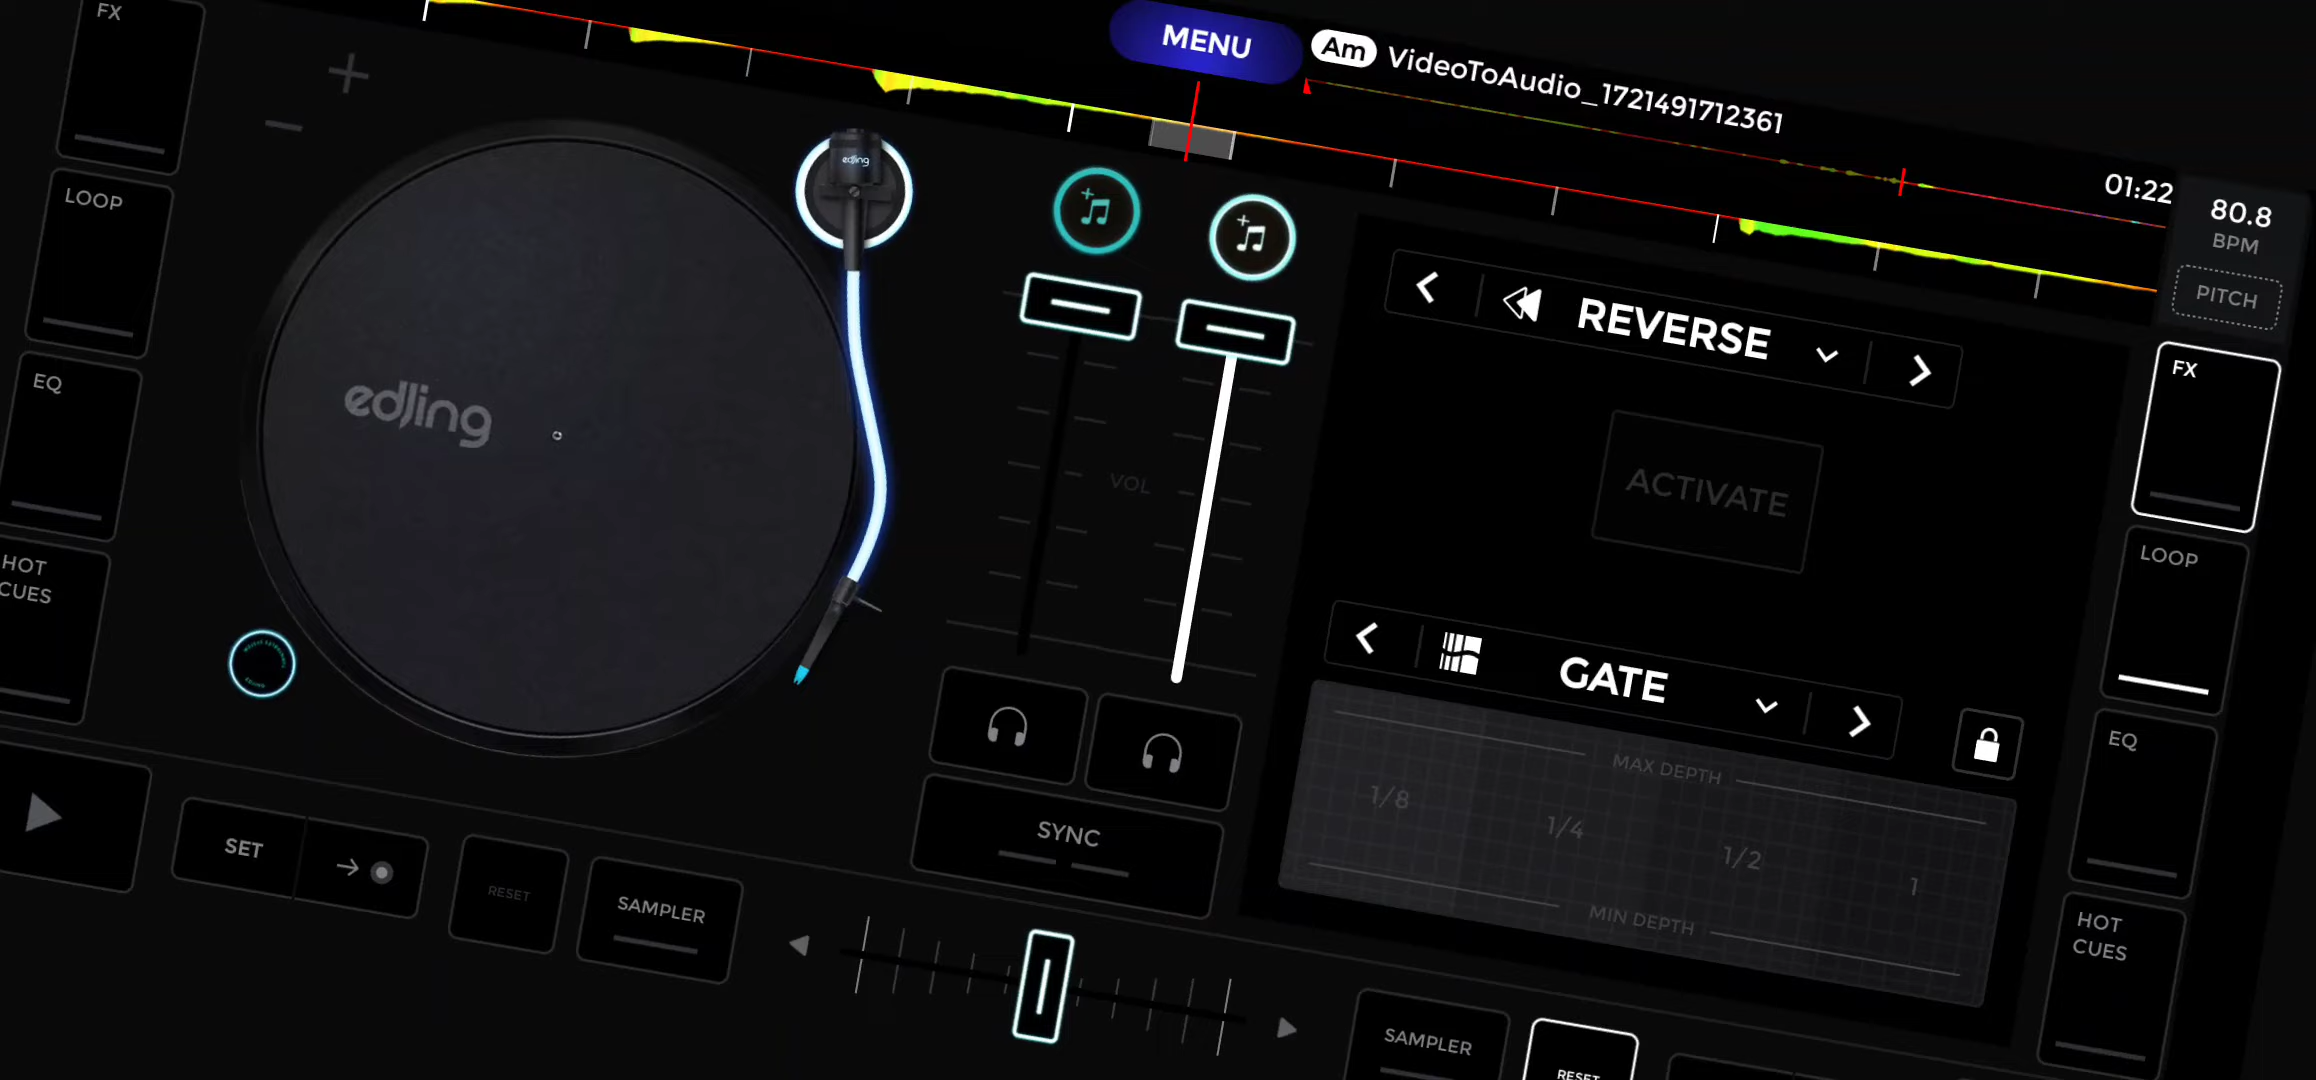 FX
MENU
Am VideoToAudio_1721491712361
01:22
80.8
BPM
PITCH
LOOP
EQ
HOT
CUES
edjing
edjing
VOL
REVERSE
ACTIVATE
GATE
MAX DEPTH
1/8
1/4
1/2
1
MIN DEPTH
FX
LOOP
EQ
HOT
CUES
SET
RESET
SAMPLER
SYNC
SAMPLER
RESET